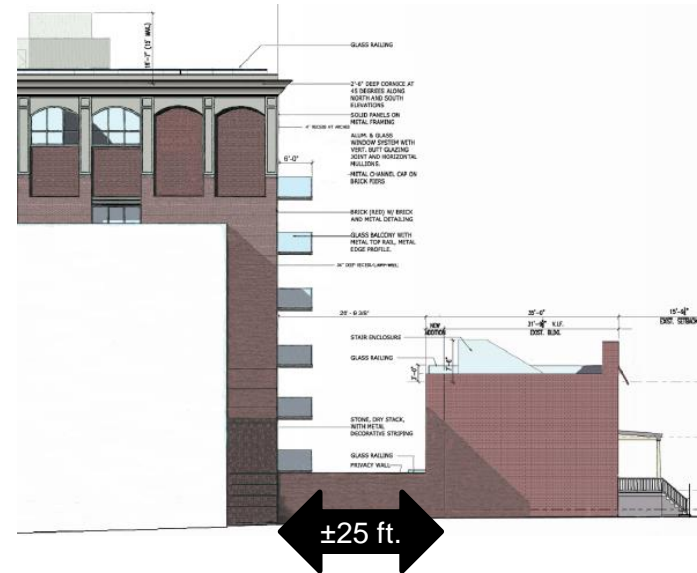 GLASS RAILING
2'-6" DEEP CORNICE AT
45 DEGREES ALONG
NORTH AND SOUTH
ELEVATIONS
SOLID PANELS ON
METAL FRAMING
ALUM. & GLASS
WINDOW SYSTEM WITH
VERT. BUTT GLAZING
JOINT AND HORIZONTAL
MULLIONS.
6'-0"
METAL CHANNEL CAP ON
BRICK PIERS
BRICK (RED) W/ BRICK
AND METAL DETAILING
GLASS BALCONY WITH
METAL TOP RAIL, METAL
EDGE PROFILE.
NEW
ADDITION
EXIST. BLDG.
EXIST. SETBACK
STAIR ENCLOSURE
GLASS RAILING
STONE, DRY STACK,
WITH METAL
DECORATIVE STRIPING
GLASS RAILING
PRIVACY WALL
±25 ft.